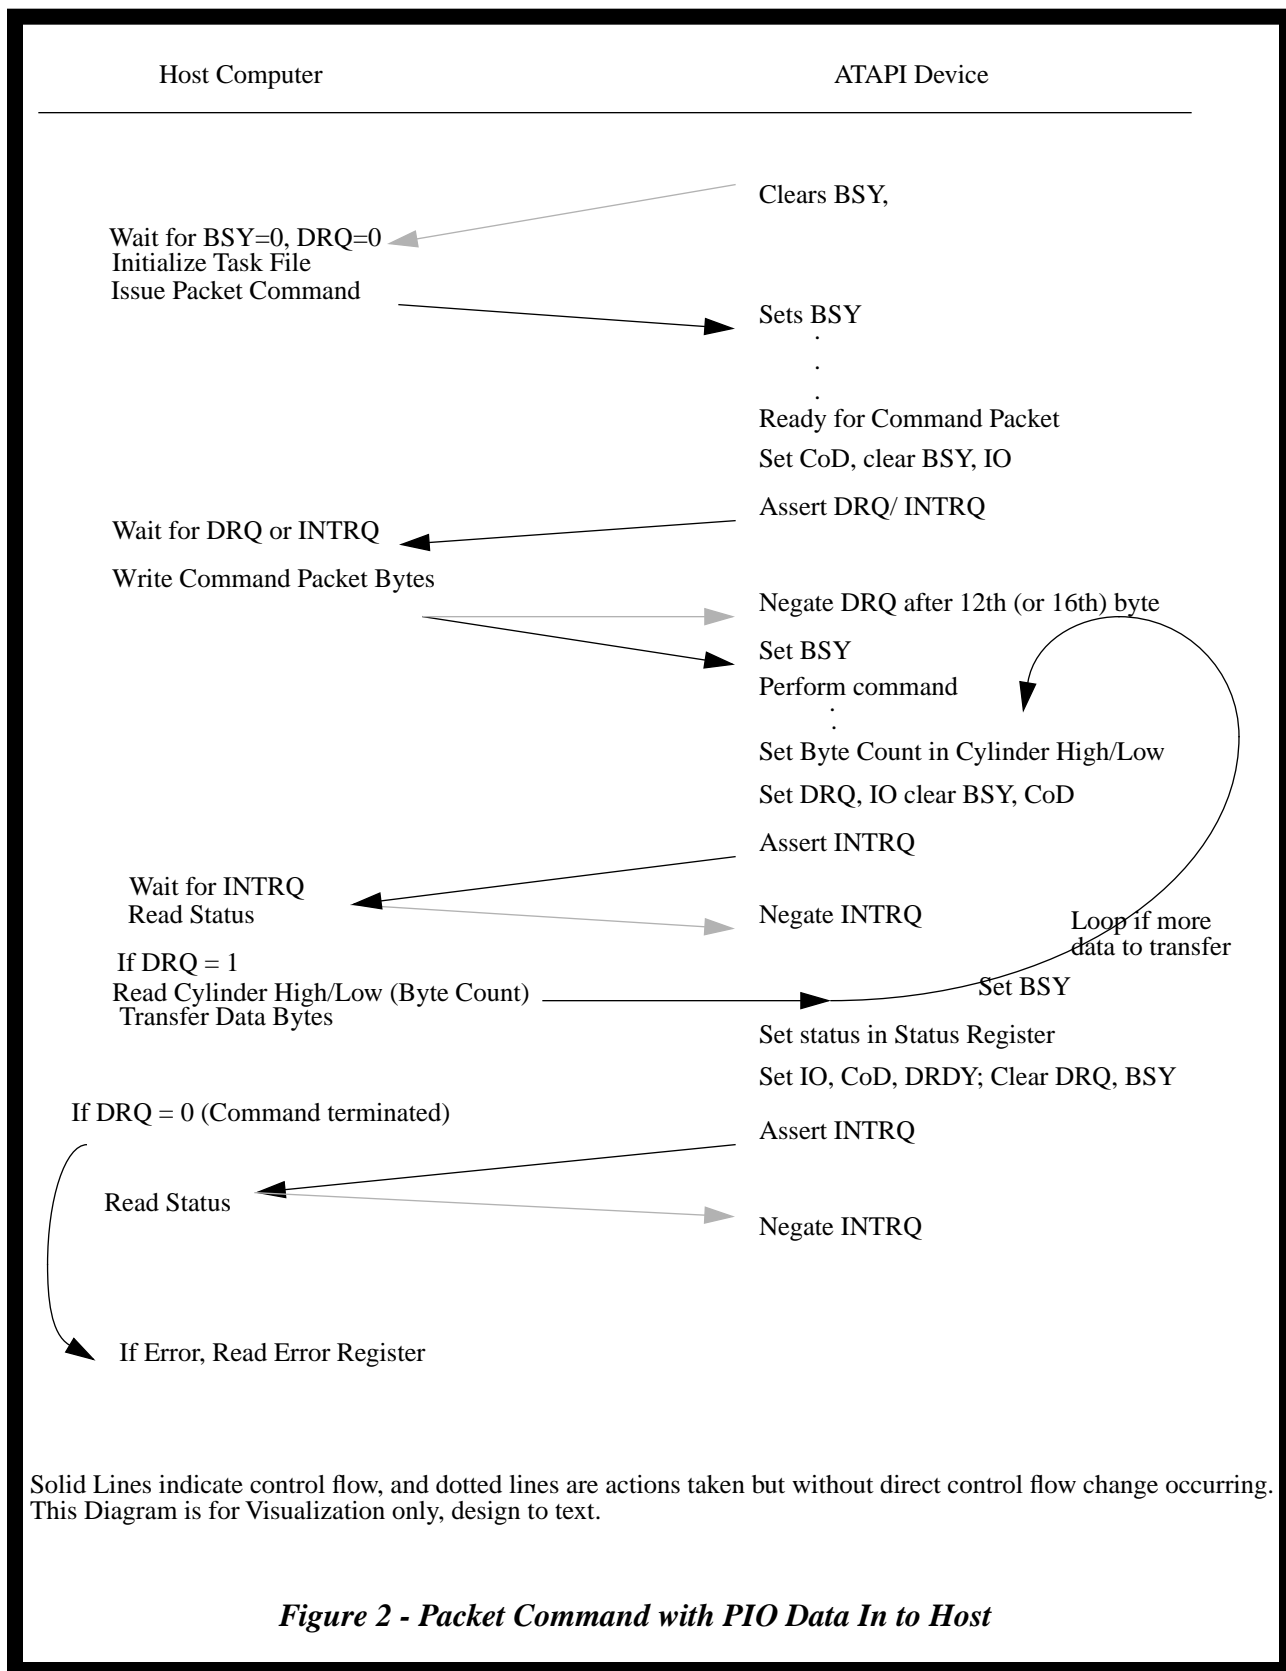 Host Computer
ATAPI Device
Clears BSY,
Wait for BSY=0, DRQ=0
Initialize Task File
Issue Packet Command
Sets BSY
.
.
.
Ready for Command Packet
Set CoD, clear BSY, IO
Assert DRQ/ INTRQ
Wait for DRQ or INTRQ
Write Command Packet Bytes
Negate DRQ after 12th (or 16th) byte
Set BSY
Perform command
.
.
Set Byte Count in Cylinder High/Low
Set DRQ, IO clear BSY, CoD
Assert INTRQ
Wait for INTRQ
Read Status
Negate INTRQ
Loop if more
data to transfer
If DRQ = 1
Read Cylinder High/Low (Byte Count)
Transfer Data Bytes
Set BSY
Set status in Status Register
Set IO, CoD, DRDY; Clear DRQ, BSY
If DRQ = 0 (Command terminated)
Assert INTRQ
Read Status
Negate INTRQ
If Error, Read Error Register
Solid Lines indicate control flow, and dotted lines are actions taken but without direct control flow change occurring.
This Diagram is for Visualization only, design to text.
Figure 2 - Packet Command with PIO Data In to Host